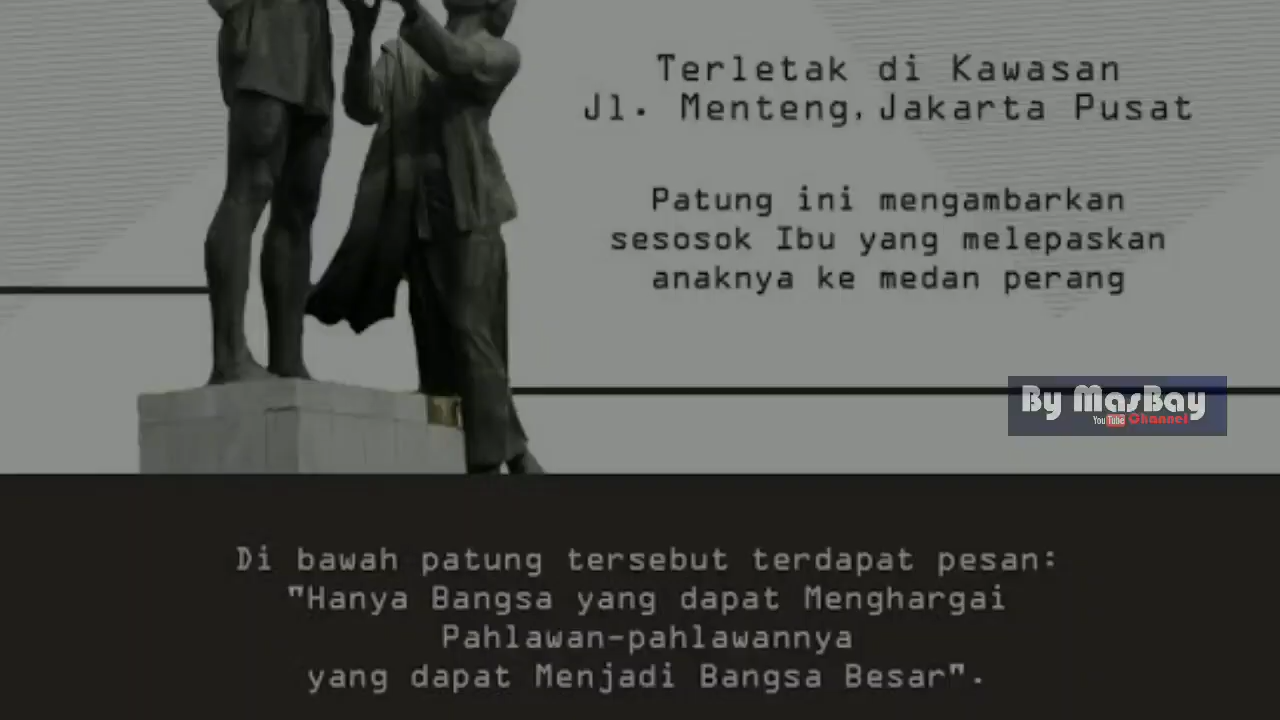 Terletak di Kawasan
Jl. Menteng, Jakarta Pusat
Patung ini mengambarkan
sesosok Ibu yang melepaskan
anaknya ke medan perang
By MasBay
YouTube Channel
Di bawah patung tersebut terdapat pesan:
"Hanya Bangsa yang dapat Menghargai
Pahlawan-pahlawannya
yang dapat Menjadi Bangsa Besar".